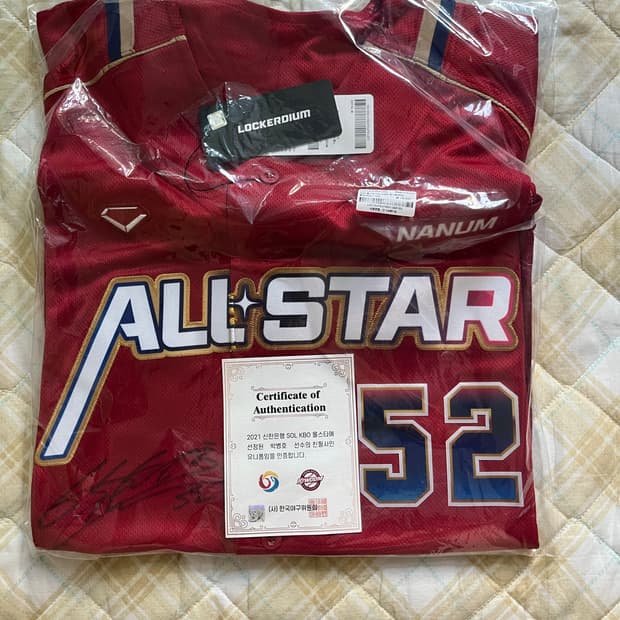 LOCKERDIUM
NANUM
ALL STAR
52
Certificate of
Authentication
2021 신한은행 SOL KBO 올스타에
선정된 박병호 선수의 친필사인
유니폼임을 인증합니다.
(사) 한국야구위원회